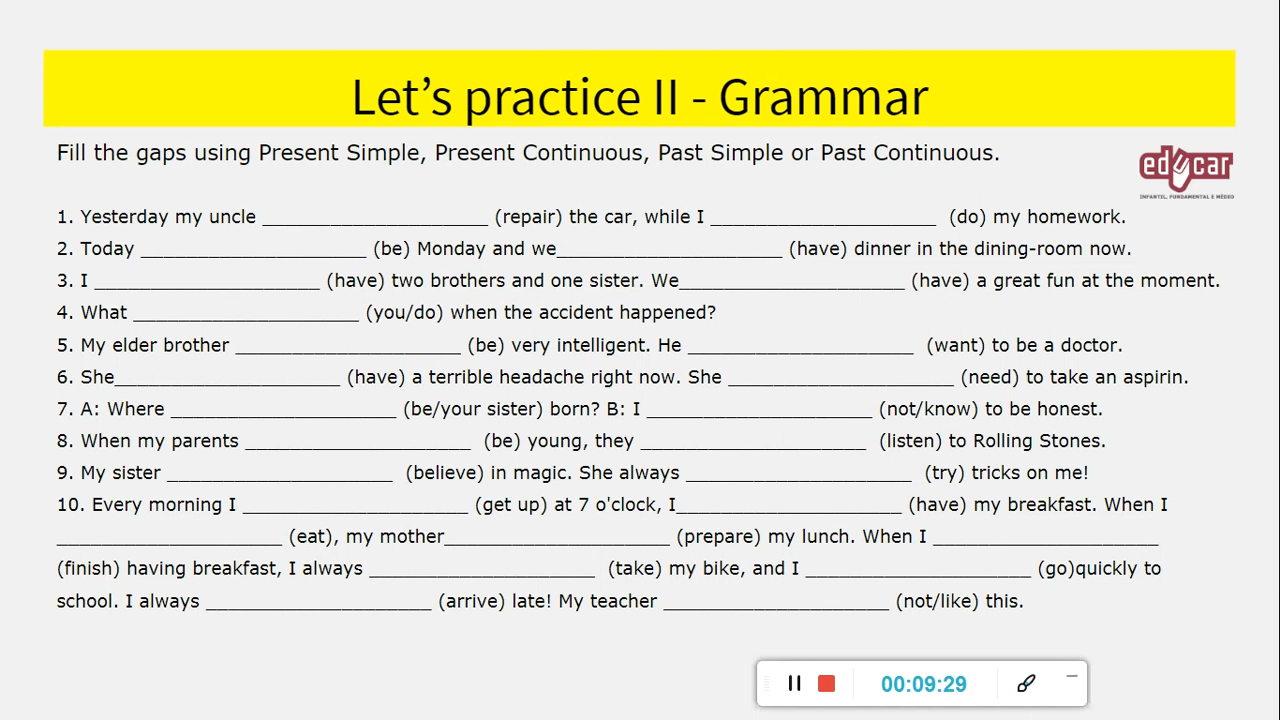 Let's practice II - Grammar
Fill the gaps using Present Simple, Present Continuous, Past Simple or Past Continuous.
educar
INFANTIL, FUNDAMENTAL E MÉDIO
1. Yesterday my uncle ____________________ (repair) the car, while I ____________________ (do) my homework.
2. Today ____________________ (be) Monday and we____________________ (have) dinner in the dining-room now.
3. I ____________________ (have) two brothers and one sister. We____________________ (have) a great fun at the moment.
4. What ____________________ (you/do) when the accident happened?
5. My elder brother ____________________ (be) very intelligent. He ____________________ (want) to be a doctor.
6. She____________________ (have) a terrible headache right now. She ____________________ (need) to take an aspirin.
7. A: Where ____________________ (be/your sister) born? B: I ____________________ (not/know) to be honest.
8. When my parents ____________________ (be) young, they ____________________ (listen) to Rolling Stones.
9. My sister ____________________ (believe) in magic. She always ____________________ (try) tricks on me!
10. Every morning I ____________________ (get up) at 7 o'clock, I____________________ (have) my breakfast. When I
____________________ (eat), my mother____________________ (prepare) my lunch. When I ____________________
(finish) having breakfast, I always ____________________ (take) my bike, and I ____________________ (go)quickly to
school. I always ____________________ (arrive) late! My teacher ____________________ (not/like) this.
00:09:29